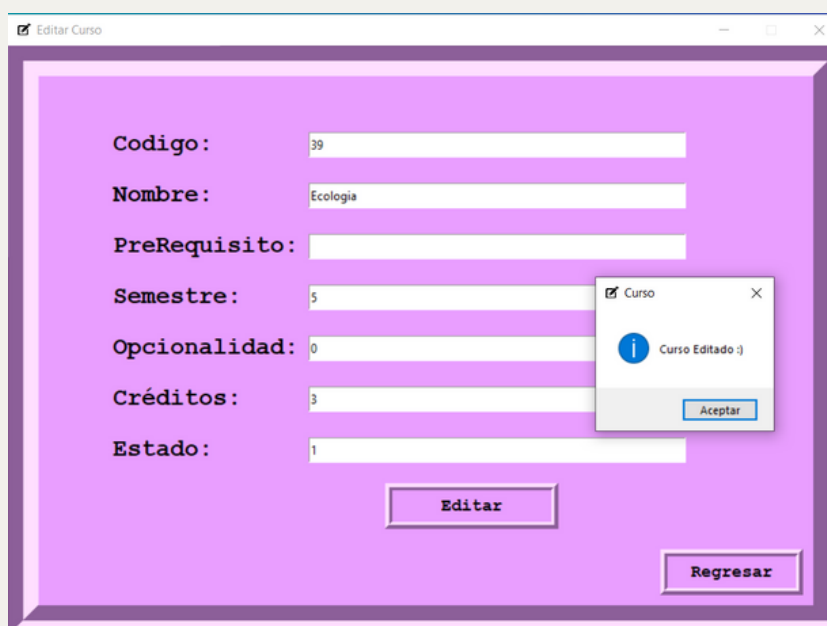 Editar Curso
Codigo: 39
Nombre: Ecologia
PreRequisito:
Semestre: 5
Curso
Opcionalidad: 0
Curso Editado :)
Créditos: 3
Aceptar
Estado: 1
Editar
Regresar